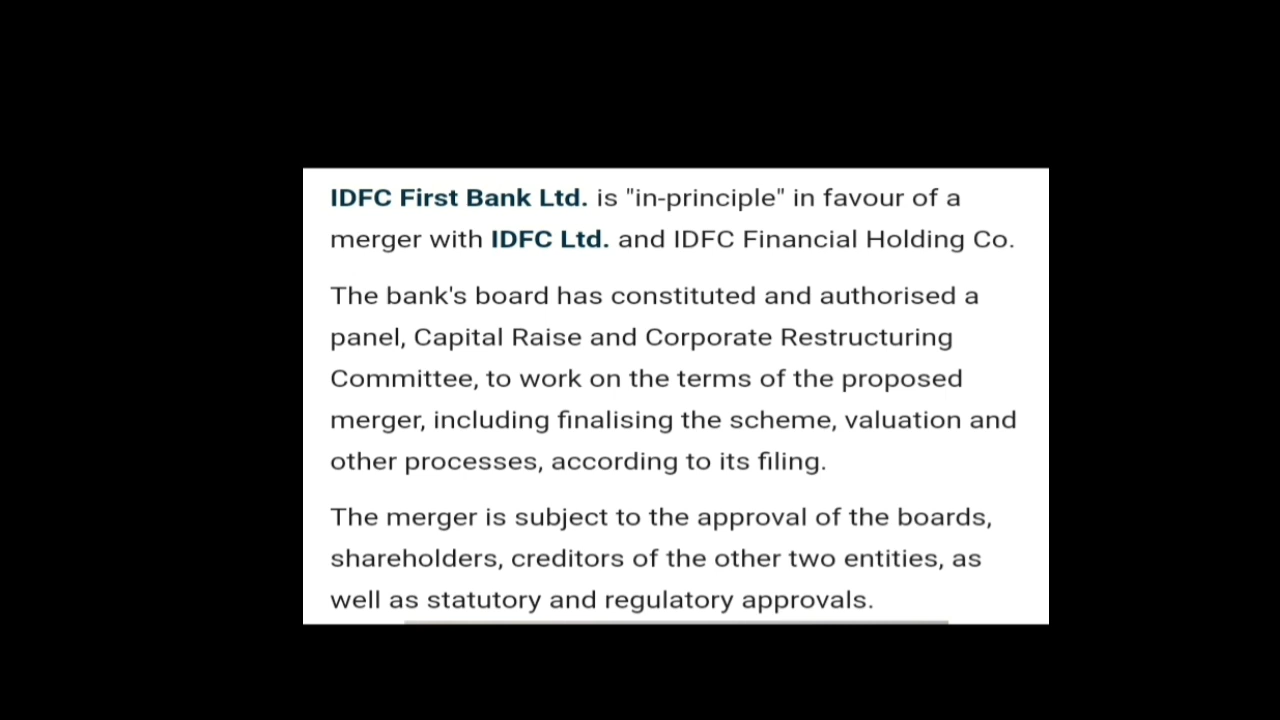 IDFC First Bank Ltd. is "in-principle" in favour of a
merger with IDFC Ltd. and IDFC Financial Holding Co.
The bank's board has constituted and authorised a
panel, Capital Raise and Corporate Restructuring
Committee, to work on the terms of the proposed
merger, including finalising the scheme, valuation and
other processes, according to its filing.
The merger is subject to the approval of the boards,
shareholders, creditors of the other two entities, as
well as statutory and regulatory approvals.